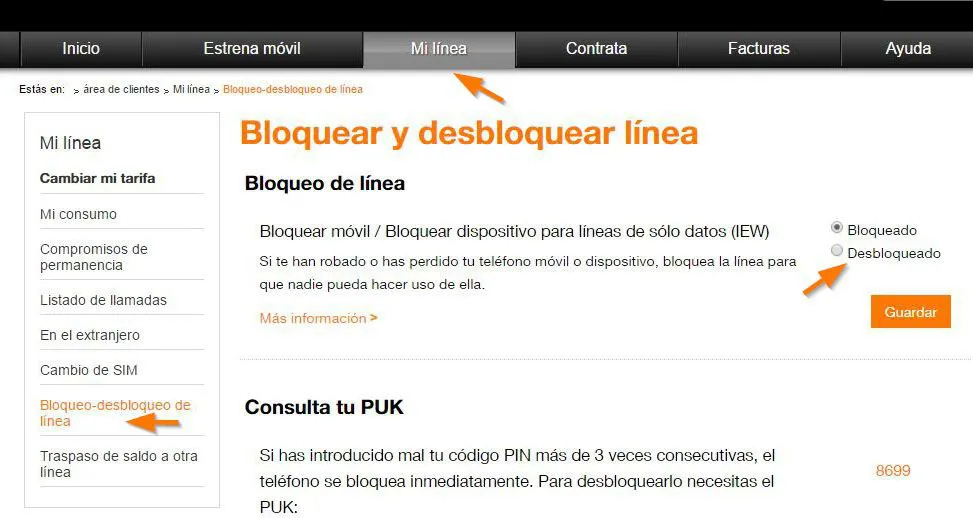 Inicio
Estrena móvil
Mi línea
Contrata
Facturas
Ayuda
Estás en: > área de clientes > Mi línea > Bloqueo-desbloqueo de línea
Mi línea
Cambiar mi tarifa
Mi consumo
Compromisos de
permanencia
Listado de llamadas
En el extranjero
Cambio de SIM
Bloqueo-desbloqueo de
línea
Traspaso de saldo a otra
línea
Bloquear y desbloquear línea
Bloqueo de línea
Bloquear móvil / Bloquear dispositivo para líneas de sólo datos (IEW)
Si te han robado o has perdido tu teléfono móvil o dispositivo, bloquea la línea para
que nadie pueda hacer uso de ella.
Más información >
Bloqueado
Desbloqueado
Guardar
Consulta tu PUK
Si has introducido mal tu código PIN más de 3 veces consecutivas, el
teléfono se bloquea inmediatamente. Para desbloquearlo necesitas el
PUK:
8699